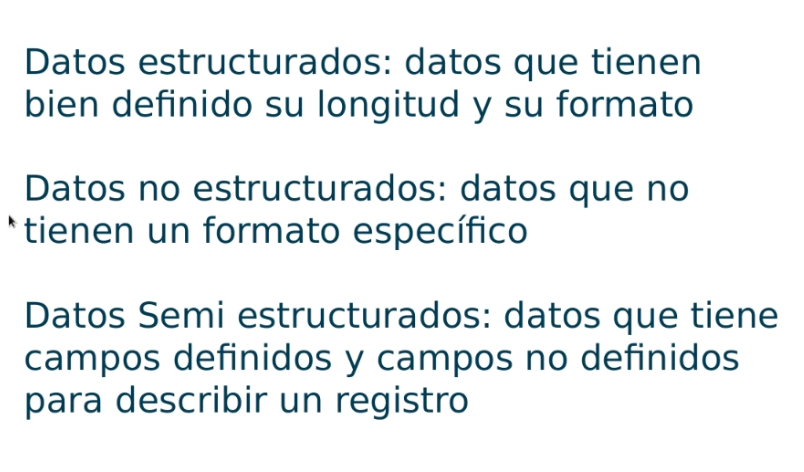 Datos estructurados: datos que tienen
bien definido su longitud y su formato
Datos no estructurados: datos que no
tienen un formato específico
Datos Semi estructurados: datos que tiene
campos definidos y campos no definidos
para describir un registro